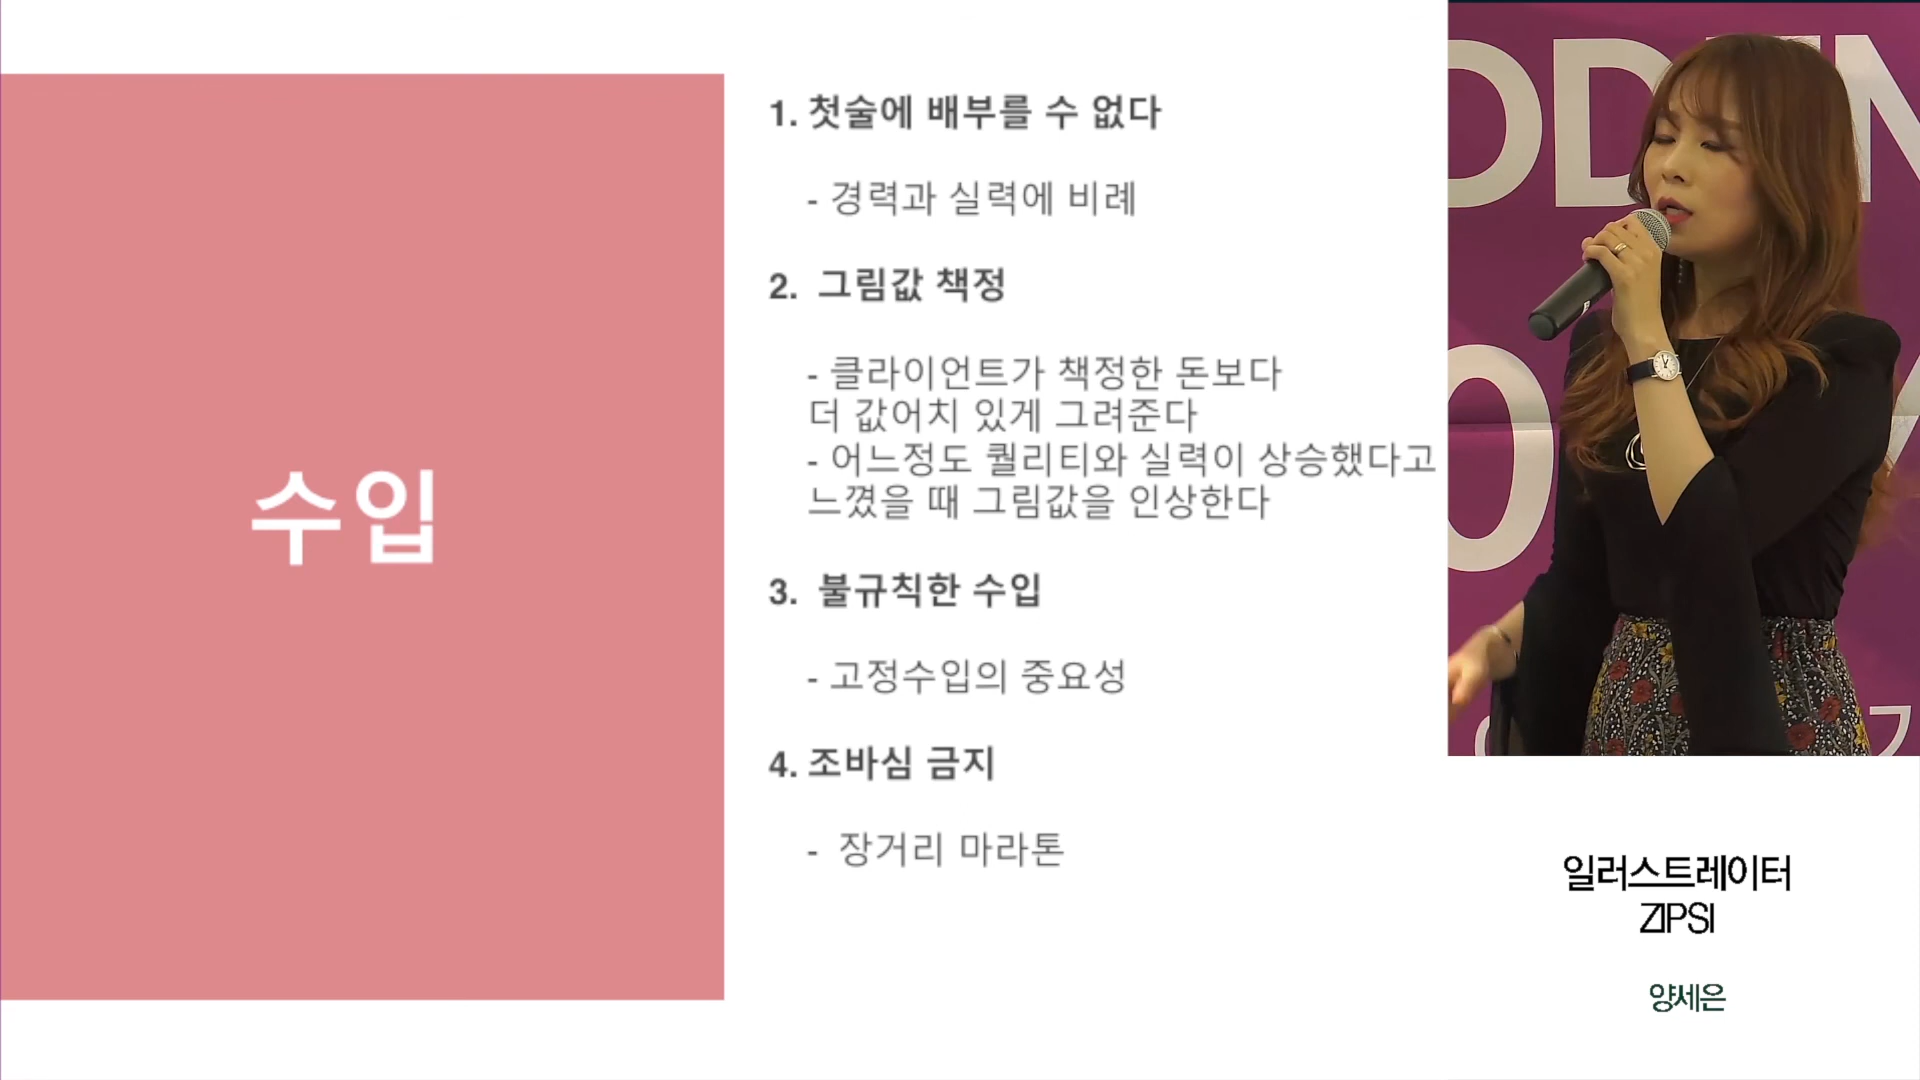 수입
1. 첫술에 배부를 수 없다
- 경력과 실력에 비례
2. 그림값 책정
- 클라이언트가 책정한 돈보다
더 값어치 있게 그려준다
- 어느정도 퀄리티와 실력이 상승했다고
느꼈을 때 그림값을 인상한다
3. 불규칙한 수입
- 고정수입의 중요성
4. 조바심 금지
- 장거리 마라톤
일러스트레이터
ZIPSI
양세은